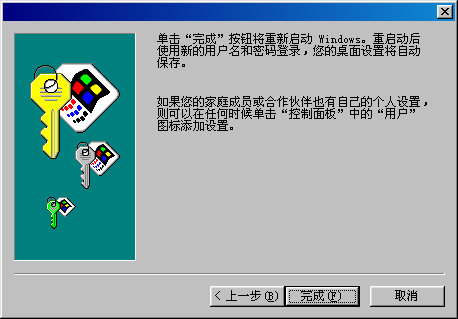 单击“完成”按钮将重新启动 Windows。重启动后
使用新的用户名和密码登录，您的桌面设置将自动
保存。
如果您的家庭成员或合作伙伴也有自己的个人设置，
则可以在任何时候单击“控制面板”中的“用户”
图标添加设置。
< 上一步(B)
完成(F)
取消